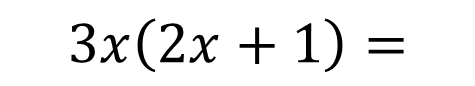 3x(2x + 1) =